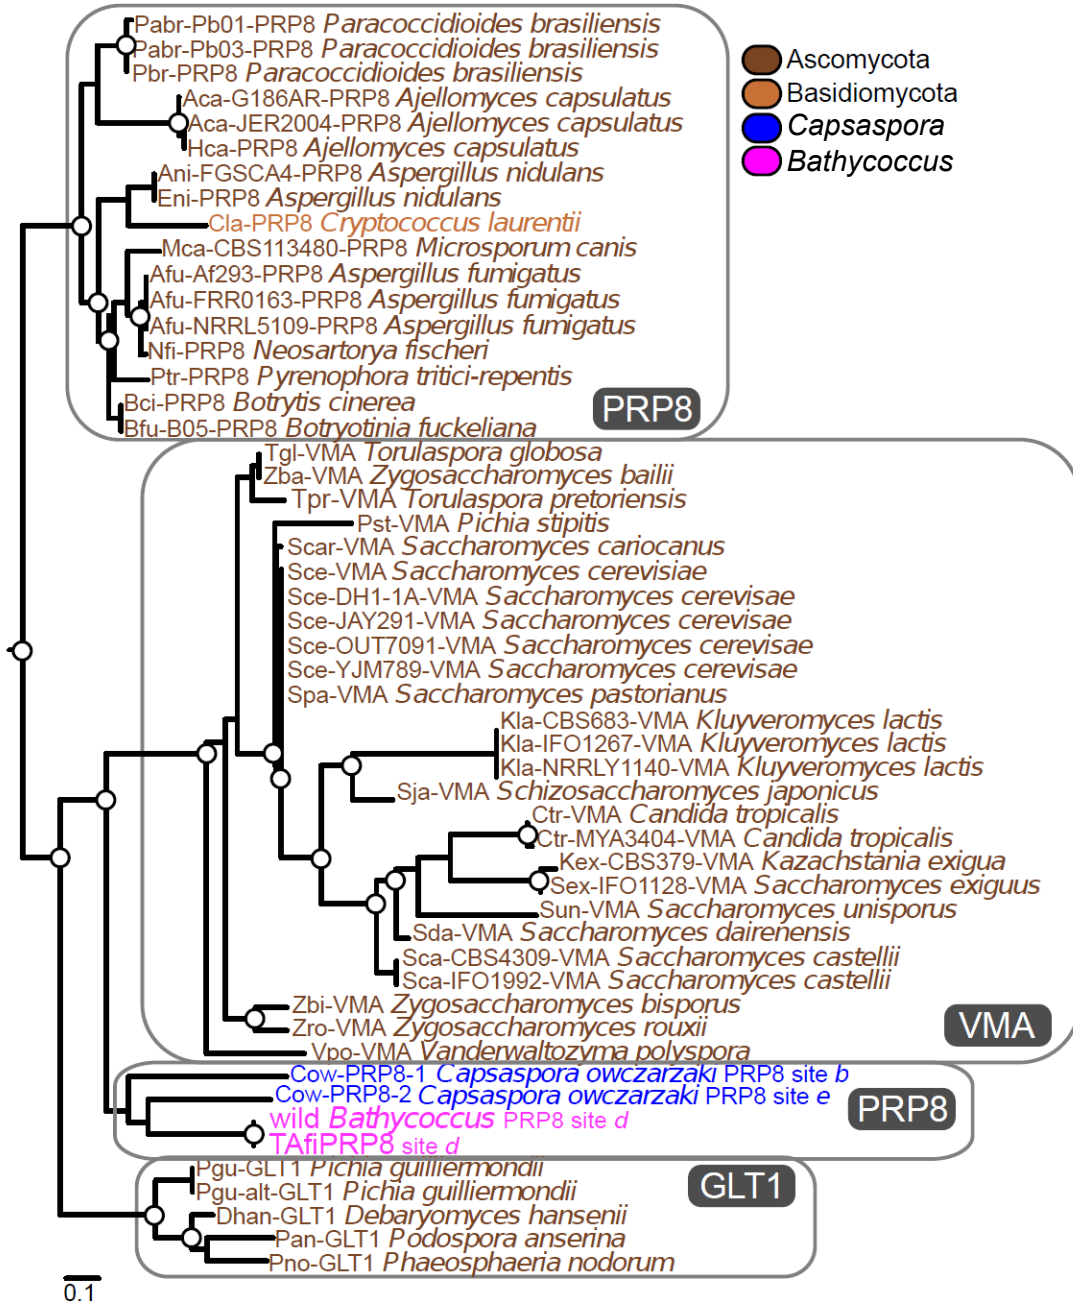 Pabr-Pb01-PRP8 Paracoccidioides brasiliensis
Pabr-Pb03-PRP8 Paracoccidioides brasiliensis
Pbr-PRP8 Paracoccidioides brasiliensis
Aca-G186AR-PRP8 Ajellomyces capsulatus
Aca-JER2004-PRP8 Ajellomyces capsulatus
Hca-PRP8 Ajellomyces capsulatus
Ani-FGSCA4-PRP8 Aspergillus nidulans
Eni-PRP8 Aspergillus nidulans
Cla-PRP8 Cryptococcus laurentii
Mca-CBS113480-PRP8 Microsporum canis
Afu-Af293-PRP8 Aspergillus fumigatus
Afu-FRR0163-PRP8 Aspergillus fumigatus
Afu-NRRL5109-PRP8 Aspergillus fumigatus
Nfi-PRP8 Neosartorya fischeri
Ptr-PRP8 Pyrenophora tritici-repentis
Bci-PRP8 Botrytis cinerea
Bfu-B05-PRP8 Botryotinia fuckeliana
PRP8
Ascomycota
Basidiomycota
Capsaspora
Bathycoccus
Tgl-VMA Torulaspora globosa
Zba-VMA Zygosaccharomyces bailii
Tpr-VMA Torulaspora pretoriensis
Pst-VMA Pichia stipitis
Scar-VMA Saccharomyces cariocanus
Sce-VMA Saccharomyces cerevisiae
Sce-DH1-1A-VMA Saccharomyces cerevisae
Sce-JAY291-VMA Saccharomyces cerevisae
Sce-OUT7091-VMA Saccharomyces cerevisae
Sce-YJM789-VMA Saccharomyces cerevisae
Spa-VMA Saccharomyces pastorianus
Kla-CBS683-VMA Kluyveromyces lactis
Kla-IFO1267-VMA Kluyveromyces lactis
Kla-NRRLY1140-VMA Kluyveromyces lactis
Sja-VMA Schizosaccharomyces japonicus
Ctr-VMA Candida tropicalis
Ctr-MYA3404-VMA Candida tropicalis
Kex-CBS379-VMA Kazachstania exigua
Sex-IFO1128-VMA Saccharomyces exiguus
Sun-VMA Saccharomyces unisporus
Sda-VMA Saccharomyces dairenensis
Sca-CBS4309-VMA Saccharomyces castellii
Sca-IFO1992-VMA Saccharomyces castellii
Zbi-VMA Zygosaccharomyces bisporus
Zro-VMA Zygosaccharomyces rouxii
Vpo-VMA Vanderwaltozyma polyspora
VMA
Cow-PRP8-1 Capsaspora owczarzaki PRP8 site b
Cow-PRP8-2 Capsaspora owczarzaki PRP8 site e
wild Bathycoccus PRP8 site d
TAfiPRP8 site d
PRP8
Pgu-GLT1 Pichia guilliermondii
Pgu-alt-GLT1 Pichia guilliermondii
Dhan-GLT1 Debaryomyces hansenii
Pan-GLT1 Podospora anserina
Pno-GLT1 Phaeosphaeria nodorum
GLT1
0.1